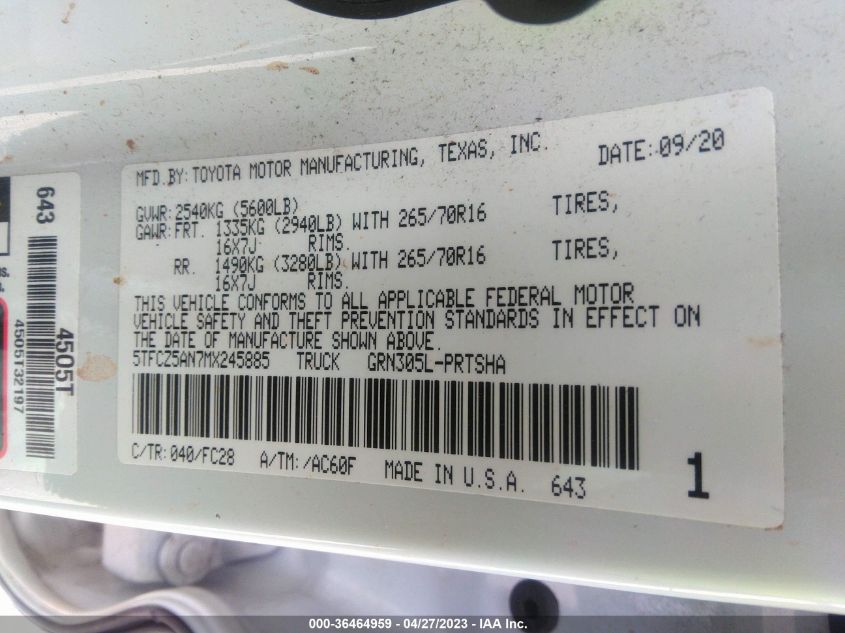 MFD.BY:TOYOTA MOTOR MANUFACTURING, TEXAS, INC. DATE:09/20
GVWR:2540KG (5600LB)
GAWR:FRT. 1335KG (2940LB) WITH 265/70R16 TIRES,
16X7J RIMS.
RR. 1490KG (3280LB) WITH 265/70R16 TIRES,
16X7J RIMS.
THIS VEHICLE CONFORMS TO ALL APPLICABLE FEDERAL MOTOR
VEHICLE SAFETY AND THEFT PREVENTION STANDARDS IN EFFECT ON
THE DATE OF MANUFACTURE SHOWN ABOVE.
5TFCZ5AN7MX245885 TRUCK GRN305L-PRTSHA
C/TR:040/FC28 A/TM:/AC60F MADE IN U.S.A. 643 1
643
4505T
4505T32197
000-36464959 – 04/27/2023 – IAA Inc.